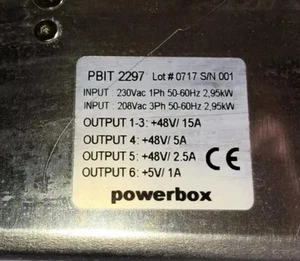 PBIT 2297 Lot # 0717 S/N 001
INPUT : 230Vac 1Ph 50-60Hz 2,95kW
INPUT : 208Vac 3Ph 50-60Hz 2,95kW
OUTPUT 1-3: +48V/ 15A
OUTPUT 4: +48V/ 5A
OUTPUT 5: +48V/ 2.5A
OUTPUT 6: +5V/ 1A
CE
powerbox